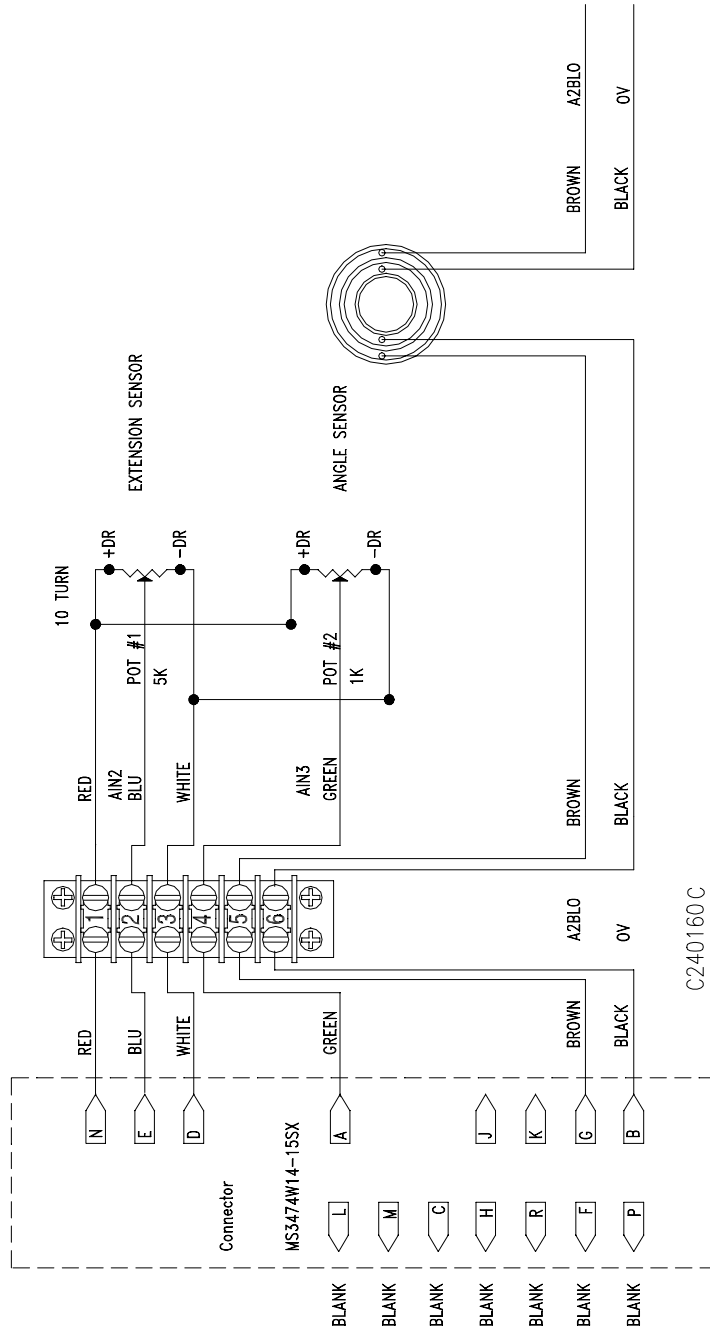 10 TURN
RED
RED
N
1
+DR
EXTENSION SENSOR
AIN2
POT #1
BLU
BLU
5K
E
2
-DR
WHITE
WHITE
D
3
Connector
MS3474W14-15SX
4
5
6
+DR
ANGLE SENSOR
AIN3
POT #2
GREEN
GREEN
1K
BLANK
L
A
-DR
BLANK
M
BLANK
C
BLANK
H
J
BLANK
R
K
BROWN
A2BLO
BROWN
BROWN
A2BLO
BLANK
F
G
BLACK
0V
BLACK
BLACK
0V
BLANK
P
B
C240160 C